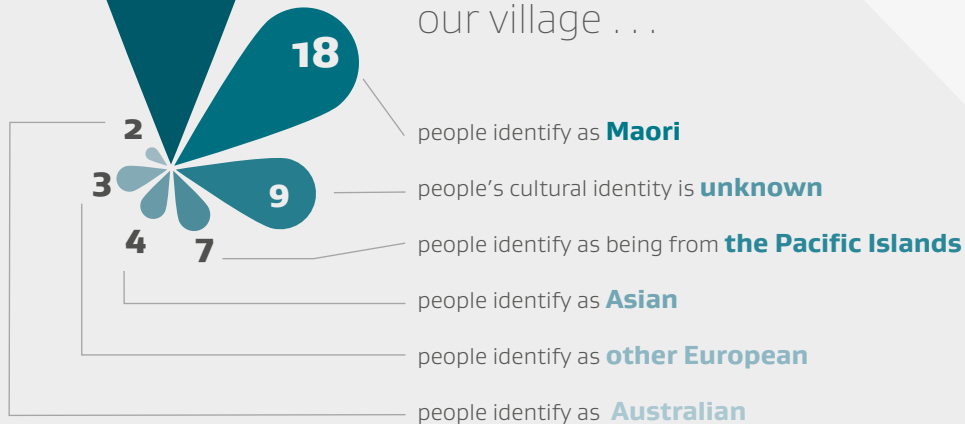 our village . . .
18
people identify as Maori
2
people's cultural identity is unknown
3
9
people identify as being from the Pacific Islands
4
7
people identify as Asian
people identify as other European
people identify as Australian